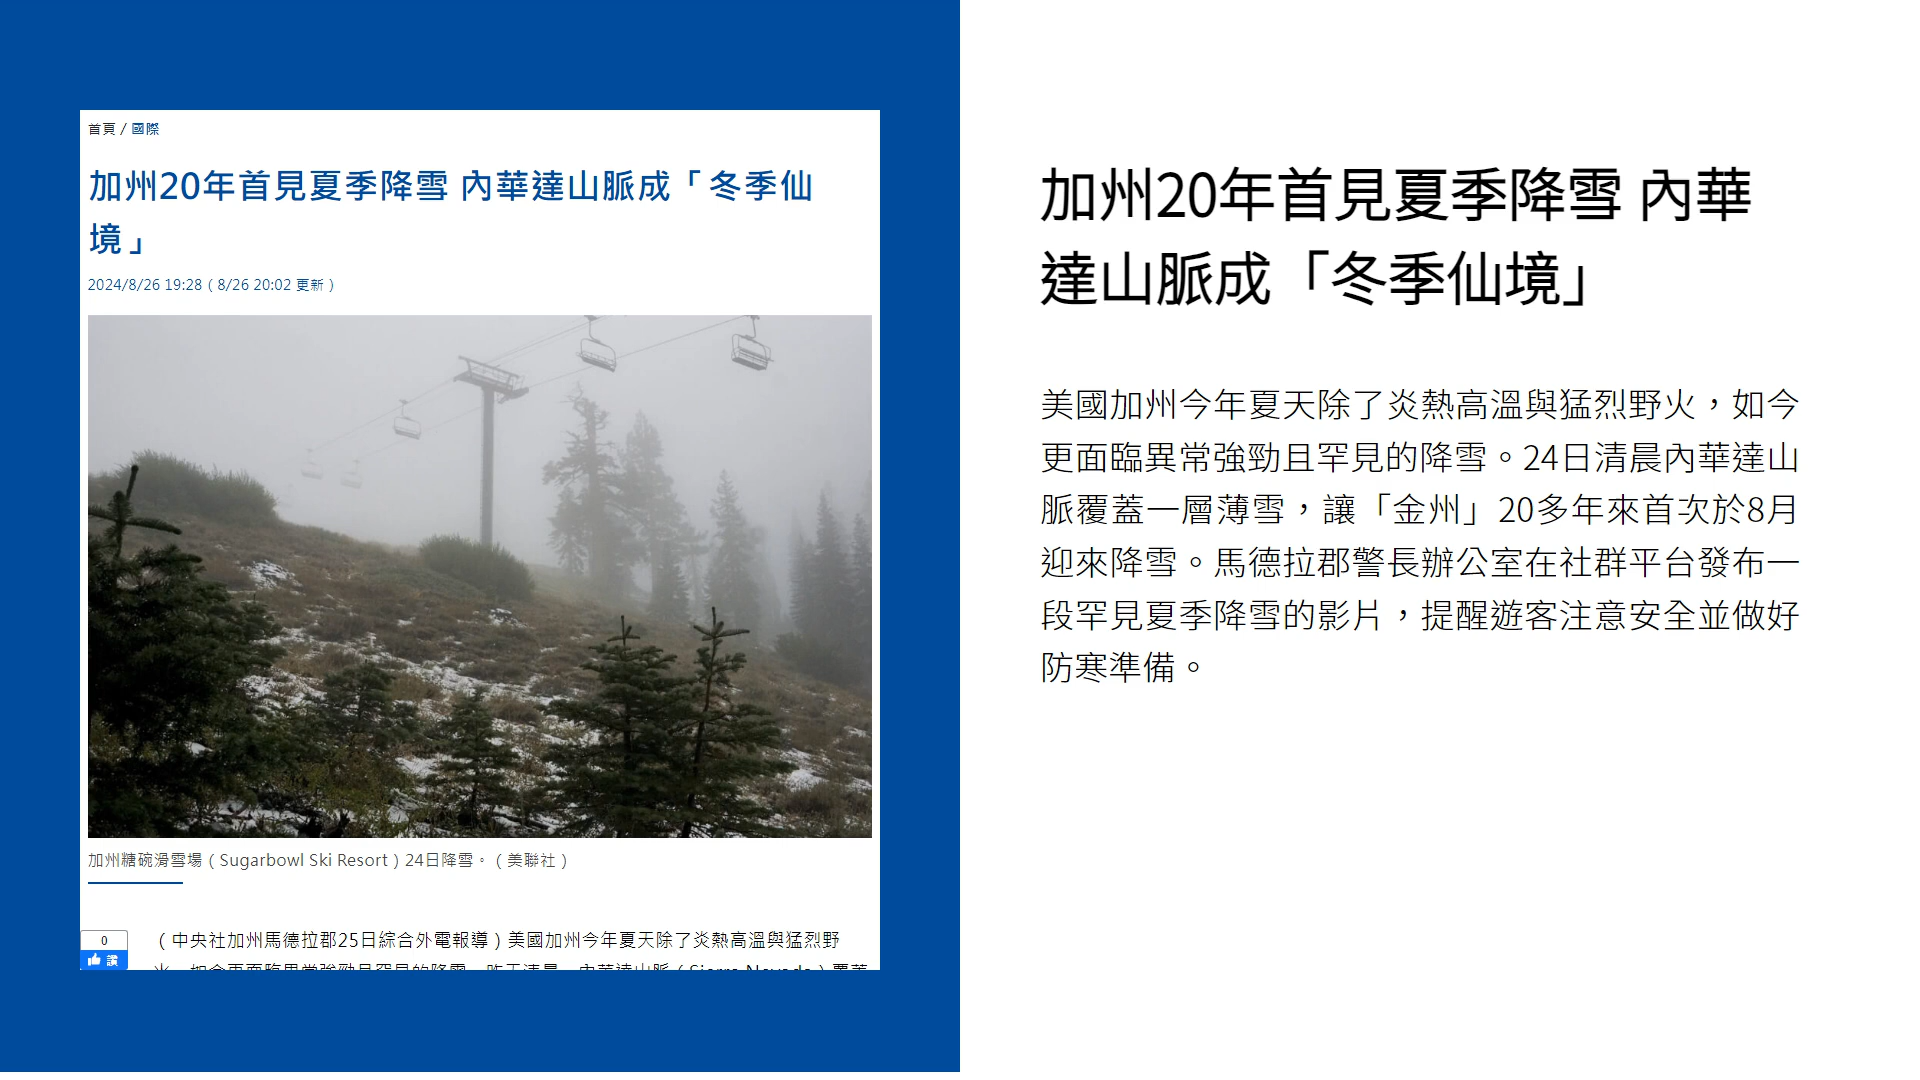 首頁 / 國際
加州20年首見夏季降雪 內華達山脈成「冬季仙
境」
2024/8/26 19:28（8/26 20:02 更新）
加州糖碗滑雪場（Sugarbowl Ski Resort）24日降雪。（美聯社）
0
讚
（中央社加州馬德拉郡25日綜合外電報導）美國加州今年夏天除了炎熱高溫與猛烈野
加州20年首見夏季降雪 內華
達山脈成「冬季仙境」
美國加州今年夏天除了炎熱高溫與猛烈野火，如今
更面臨異常強勁且罕見的降雪。24日清晨內華達山
脈覆蓋一層薄雪，讓「金州」20多年來首次於8月
迎來降雪。馬德拉郡警長辦公室在社群平台發布一
段罕見夏季降雪的影片，提醒遊客注意安全並做好
防寒準備。